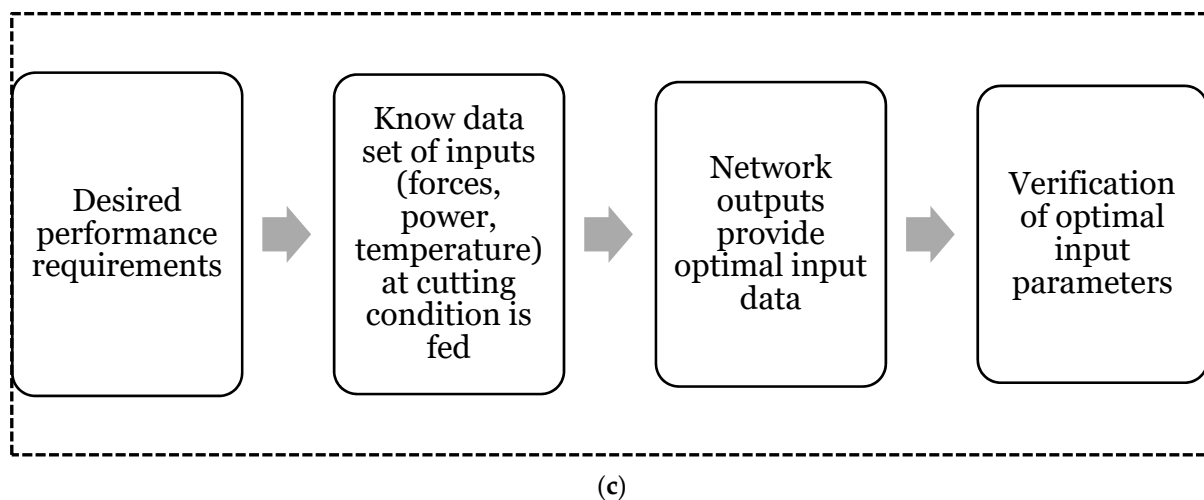 Desired
performance
requirements
Know data
set of inputs
(forces,
power,
temperature)
at cutting
condition is
fed
Network
outputs
provide
optimal input
data
Verification
of optimal
input
parameters
(c)